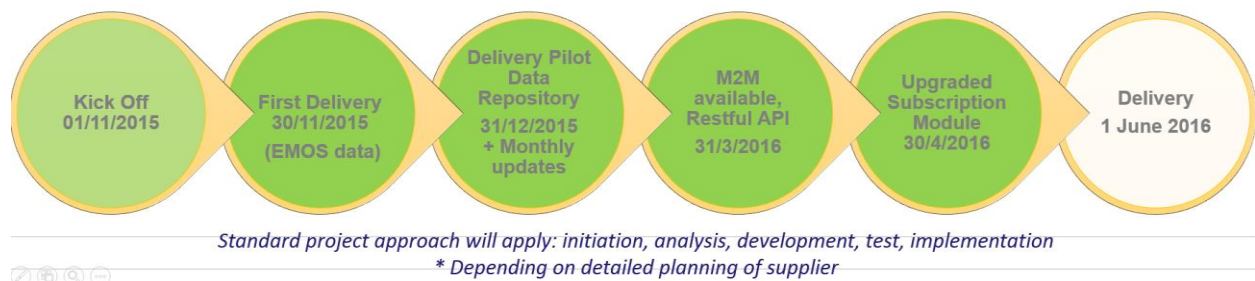 Kick Off
01/11/2015
First Delivery
30/11/2015
(EMOS data)
Delivery Pilot
Data
Repository
31/12/2015
+ Monthly
updates
M2M
available,
Restful API
31/3/2016
Upgraded
Subscription
Module
30/4/2016
Delivery
1 June 2016
Standard project approach will apply: initiation, analysis, development, test, implementation
* Depending on detailed planning of supplier